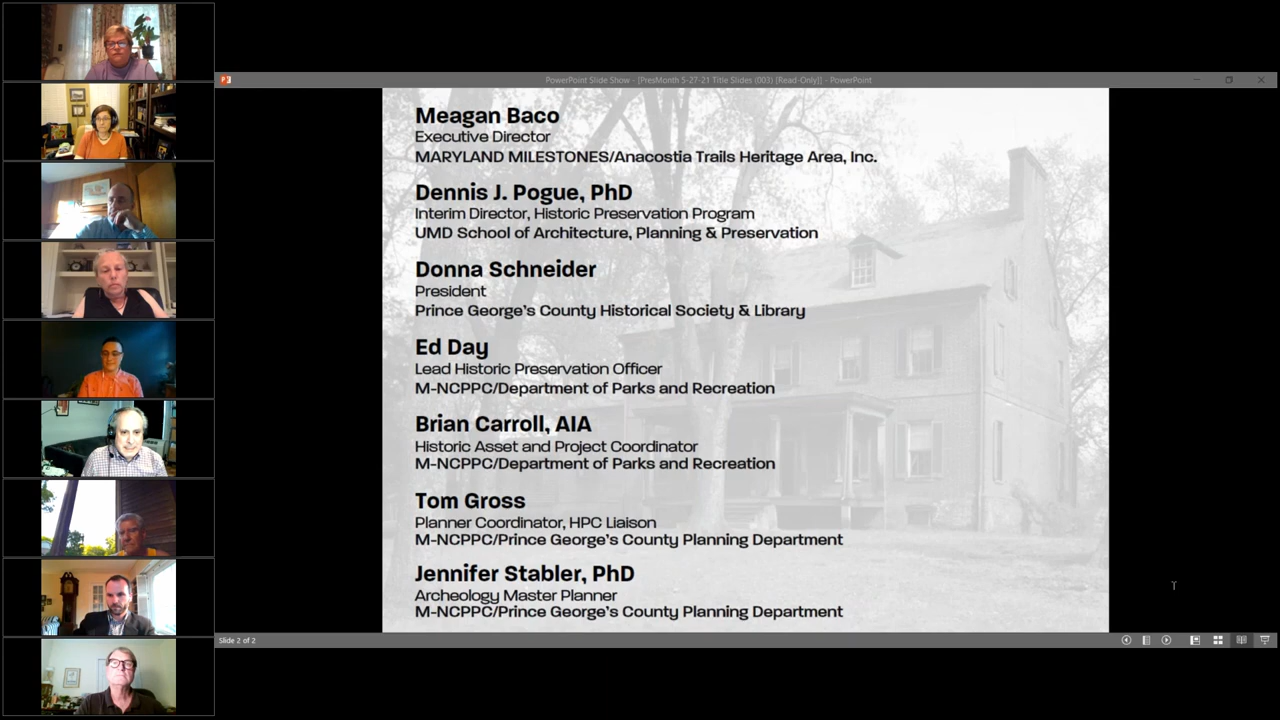 PowerPoint Slide Show - [PresMonth 5-27-21 Title Slides (003) [Read-Only]] - PowerPoint
Meagan Baco
Executive Director
MARYLAND MILESTONES/Anacostia Trails Heritage Area, Inc.
Dennis J. Pogue, PhD
Interim Director, Historic Preservation Program
UMD School of Architecture, Planning & Preservation
Donna Schneider
President
Prince George's County Historical Society & Library
Ed Day
Lead Historic Preservation Officer
M-NCPPC/Department of Parks and Recreation
Brian Carroll, AIA
Historic Asset and Project Coordinator
M-NCPPC/Department of Parks and Recreation
Tom Gross
Planner Coordinator, HPC Liaison
M-NCPPC/Prince George's County Planning Department
Jennifer Stabler, PhD
Archeology Master Planner
M-NCPPC/Prince George's County Planning Department
Slide 2 of 2